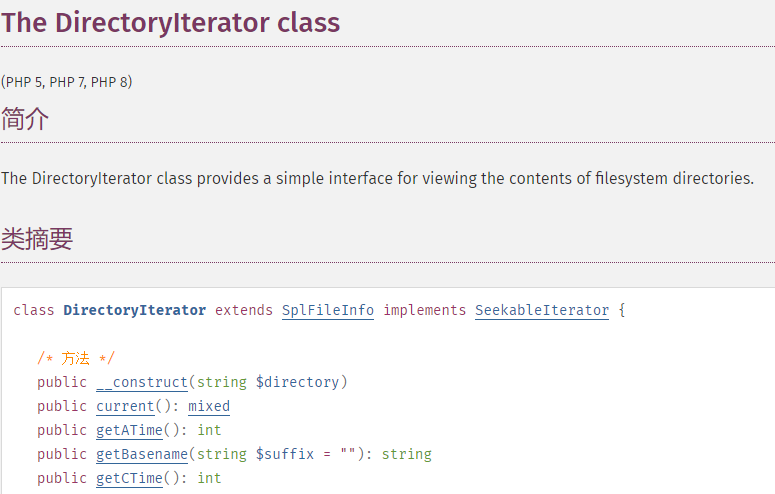 The DirectoryIterator class
(PHP 5, PHP 7, PHP 8)
简介
The DirectoryIterator class provides a simple interface for viewing the contents of filesystem directories.
类摘要
class DirectoryIterator extends SplFileInfo implements SeekableIterator {
/* 方法 */
public __construct(string $directory)
public current(): mixed
public getATime(): int
public getBasename(string $suffix = ""): string
public getCTime(): int